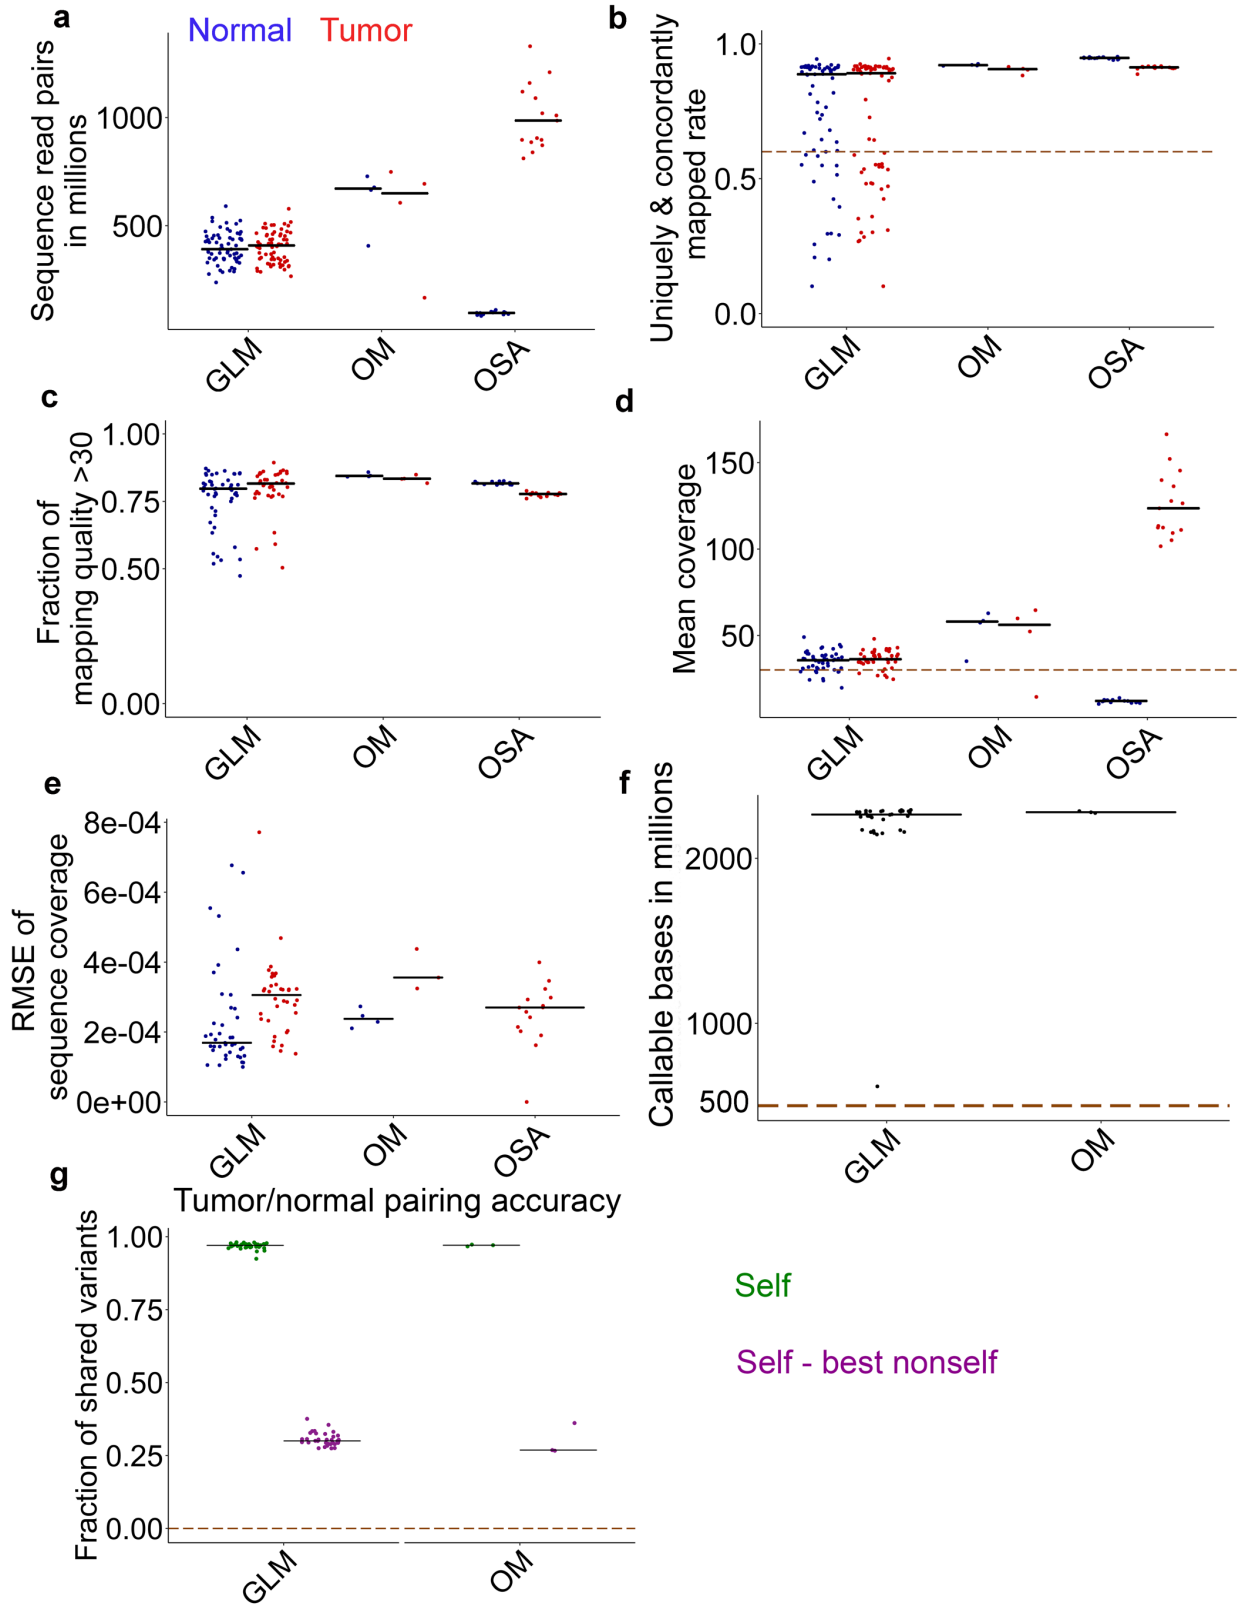 a
Normal Tumor
Sequence read pairs
in millions
1000
500
GLM
OM
OSA
b
Uniquely & concordantly
mapped rate
1.0
0.5
0.0
GLM
OM
OSA
c
Fraction of
mapping quality >30
1.00
0.75
0.50
0.00
GLM
OM
OSA
d
Mean coverage
150
100
50
GLM
OM
OSA
e
RMSE of
sequence coverage
8e-04
6e-04
4e-04
2e-04
0e+00
GLM
OM
OSA
f
Callable bases in millions
2000
1000
500
GLM
OM
g
Tumor/normal pairing accuracy
Fraction of shared variants
1.00
0.75
0.50
0.25
0.00
GLM
OM
Self
Self - best nonself